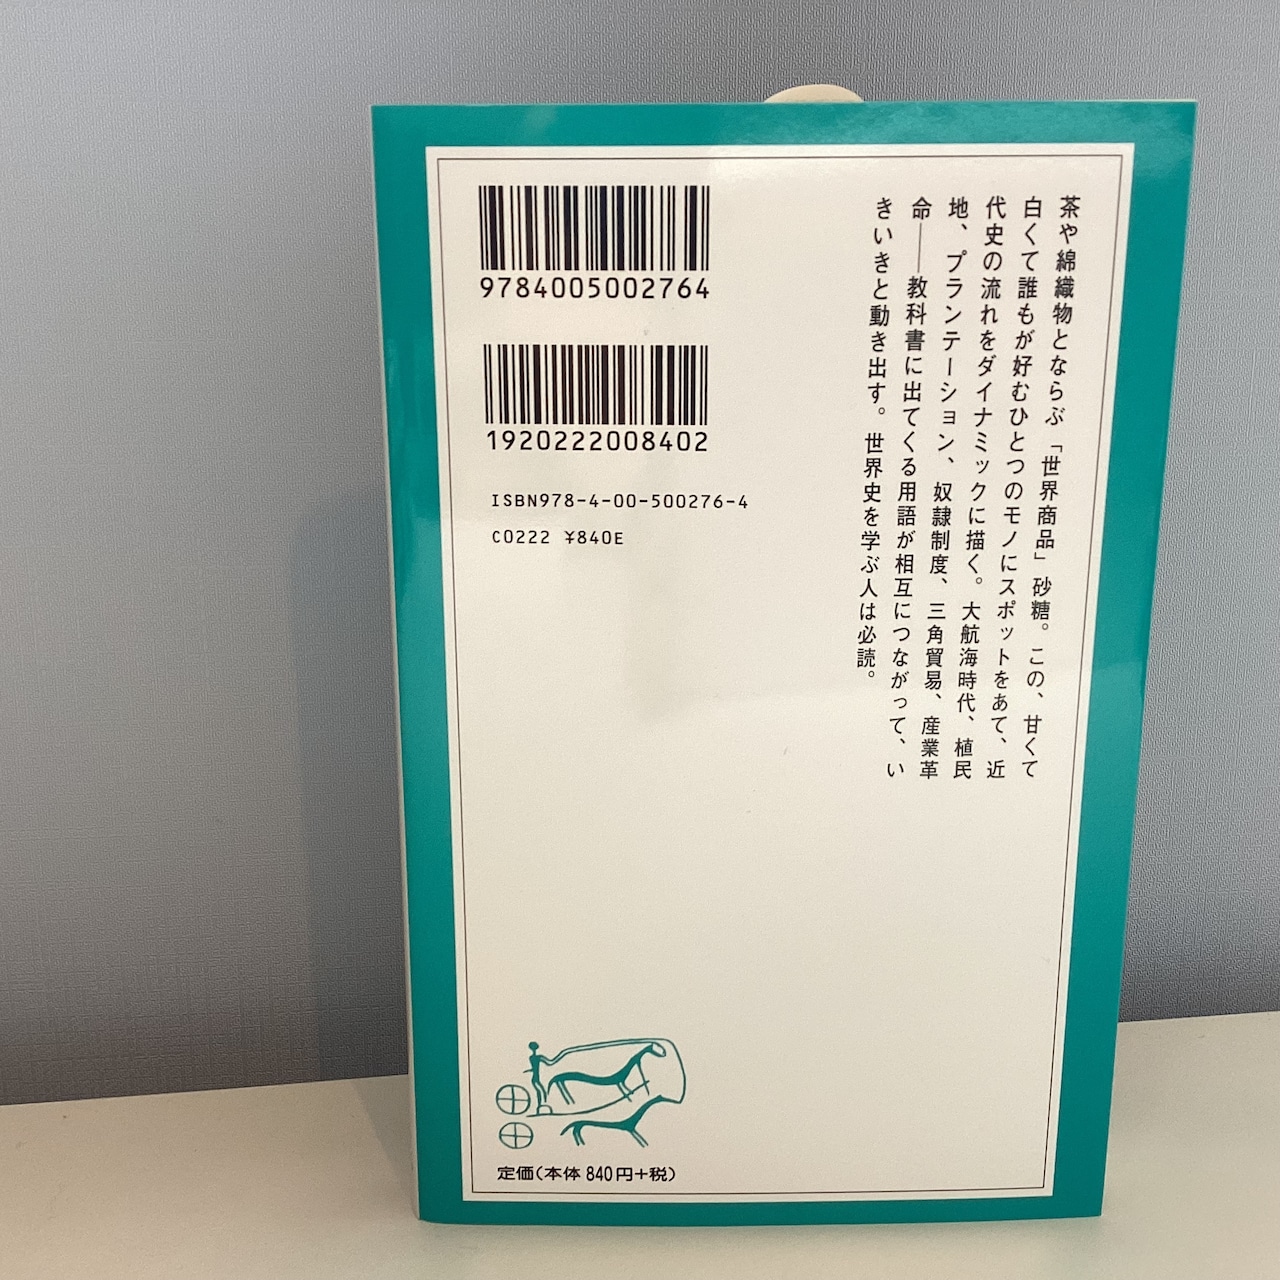 9784005002764
1920222008402
ISBN978-4-00-500276-4
C0222 ¥840E
茶や綿織物とならぶ「世界商品」砂糖。この、甘くて
白くて誰もが好むひとつのモノにスポットをあて、近
代史の流れをダイナミックに描く。大航海時代、植民
地、プランテーション、奴隷制度、三角貿易、産業革
命――教科書に出てくる用語が相互につながって、い
きいきと動き出す。世界史を学ぶ人は必読。
定価(本体 840円+税)